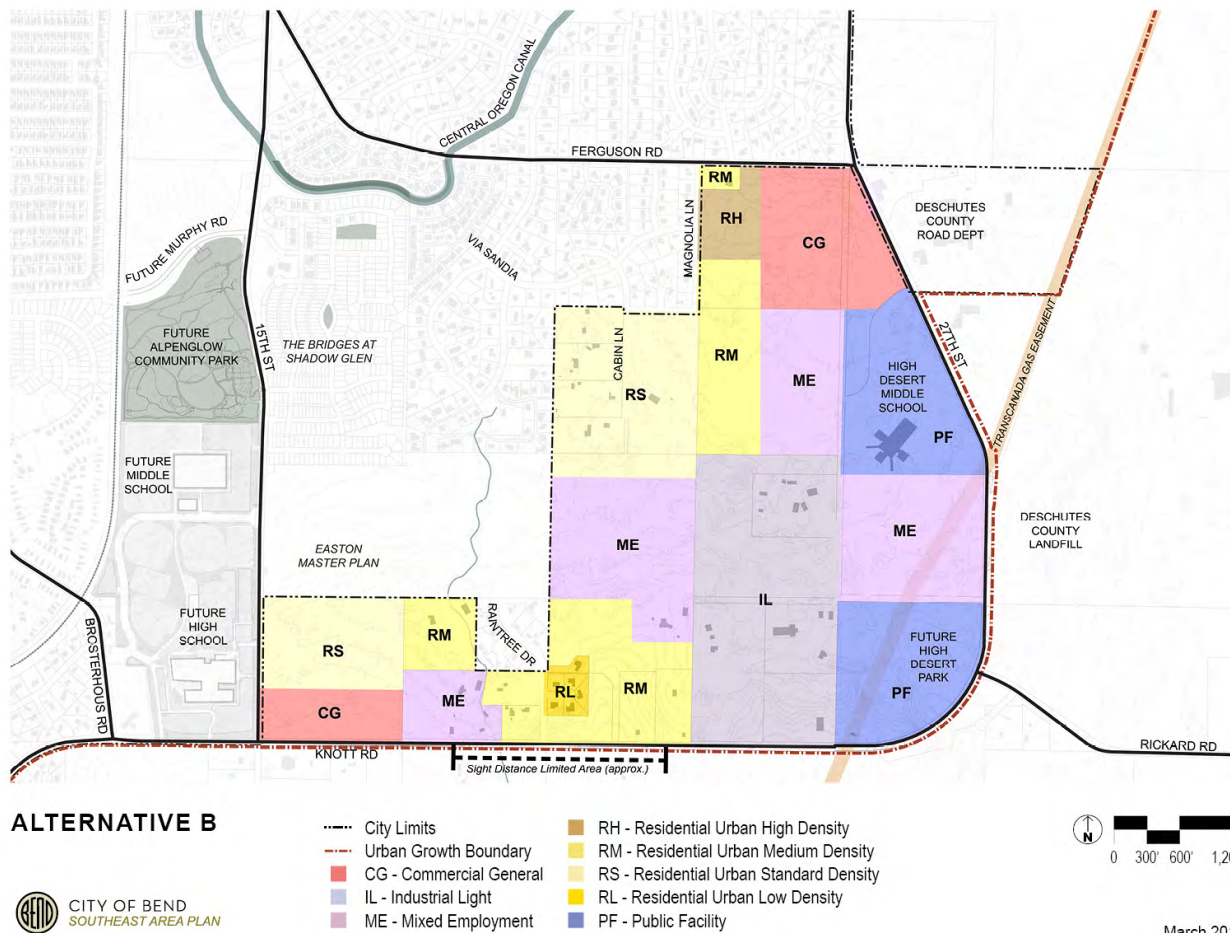 CENTRAL OREGON CANAL
FERGUSON RD
RM
RH
CG
MAGNOLIA LN
DESCHUTES
COUNTY
ROAD DEPT
FUTURE MURPHY RD
VIA SANDIA
15TH ST
FUTURE
ALPENGLOW
COMMUNITY PARK
THE BRIDGES AT
SHADOW GLEN
CABIN LN
RS
RM
ME
27TH ST
TRANSCANADA GAS EASEMENT
HIGH
DESERT
MIDDLE
SCHOOL
PF
FUTURE
MIDDLE
SCHOOL
EASTON
MASTER PLAN
ME
ME
DESCHUTES
COUNTY
LANDFILL
IL
BROSTERHOUS RD
FUTURE
HIGH
SCHOOL
RS
RM
RAINTREE DR
CG
ME
RL
RM
FUTURE
HIGH
DESERT
PARK
PF
KNOTT RD
RICKARD RD
Sight Distance Limited Area (approx.)
ALTERNATIVE B
City Limits
Urban Growth Boundary
CG - Commercial General
IL - Industrial Light
ME - Mixed Employment
RH - Residential Urban High Density
RM - Residential Urban Medium Density
RS - Residential Urban Standard Density
RL - Residential Urban Low Density
PF - Public Facility
N
0 300' 600' 1,20
BEND
CITY OF BEND
SOUTHEAST AREA PLAN
March 20